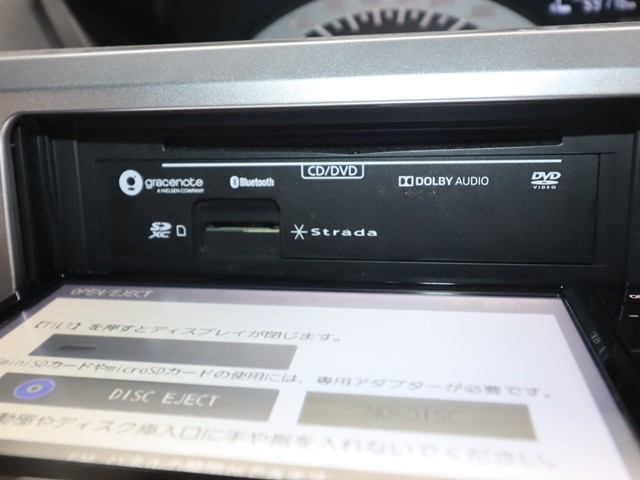 gracenote
A NIELSEN COMPANY
Bluetooth
CD/DVD
DOLBY AUDIO
DVD
VIDEO
SD
XC
Strada
OPEN/EJECT
【TILT】を押すとディスプレイが閉じます。
miniSDカードやmicroSDカードの使用には、専用アダプターが必要です。
DISC EJECT
NO-DISC
動部やディスク挿入口に手や指を入れないでください。